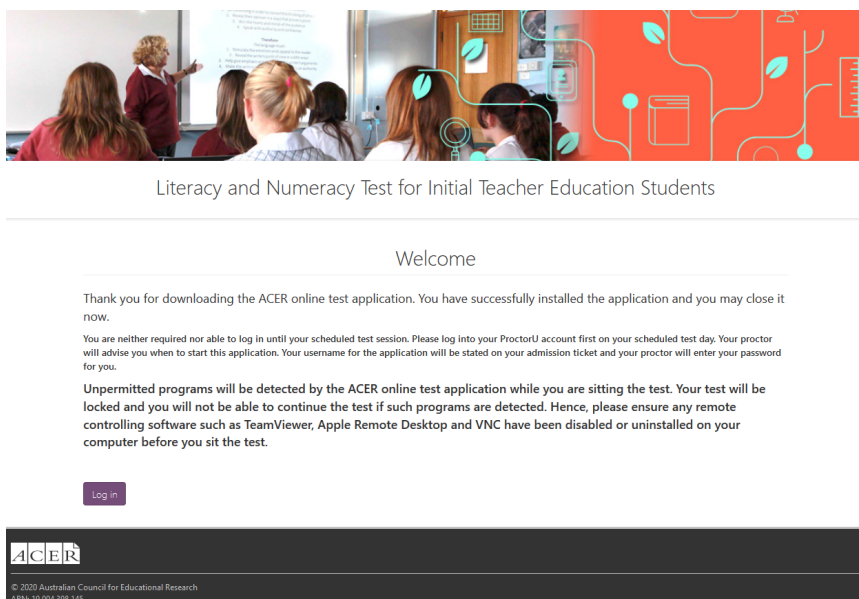 Literacy and Numeracy Test for Initial Teacher Education Students
Welcome
Thank you for downloading the ACER online test application. You have successfully installed the application and you may close it
now.
You are neither required nor able to log in until your scheduled test session. Please log into your ProctorU account first on your scheduled test day. Your proctor
will advise you when to start this application. Your username for the application will be stated on your admission ticket and your proctor will enter your password
for you.
Unpermitted programs will be detected by the ACER online test application while you are sitting the test. Your test will be
locked and you will not be able to continue the test if such programs are detected. Hence, please ensure any remote
controlling software such as TeamViewer, Apple Remote Desktop and VNC have been disabled or uninstalled on your
computer before you sit the test.
Log in
ACER
© 2020 Australian Council for Educational Research